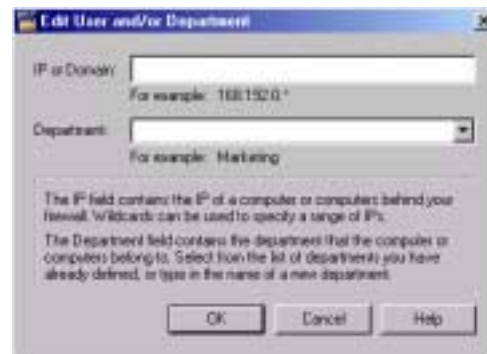 Edit User and/or Department
IP or Domain:
For example: 168.192.0.*
Department:
For example: Marketing
The IP field contains the IP of a computer or computers behind your
firewall. Wildcards can be used to specify a range of IPs.
The Department field contains the department that the computer or
computers belong to. Select from the list of departments you have
already defined, or type in the name of a new department.
OK Cancel Help